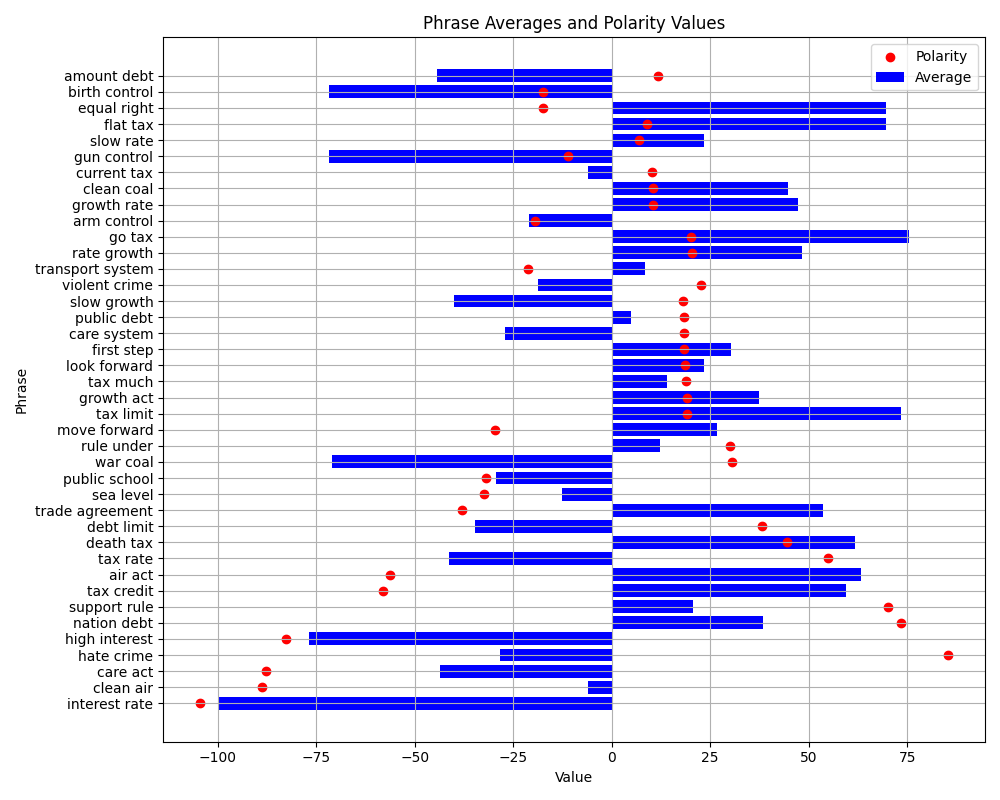 Phrase Averages and Polarity Values
Polarity
Average
amount debt
birth control
equal right
flat tax
slow rate
gun control
current tax
clean coal
growth rate
arm control
go tax
rate growth
transport system
violent crime
slow growth
public debt
care system
first step
look forward
tax much
growth act
tax limit
move forward
rule under
war coal
public school
sea level
trade agreement
debt limit
death tax
tax rate
air act
tax credit
support rule
nation debt
high interest
hate crime
care act
clean air
interest rate
Phrase
−100 −75 −50 −25 0 25 50 75
Value